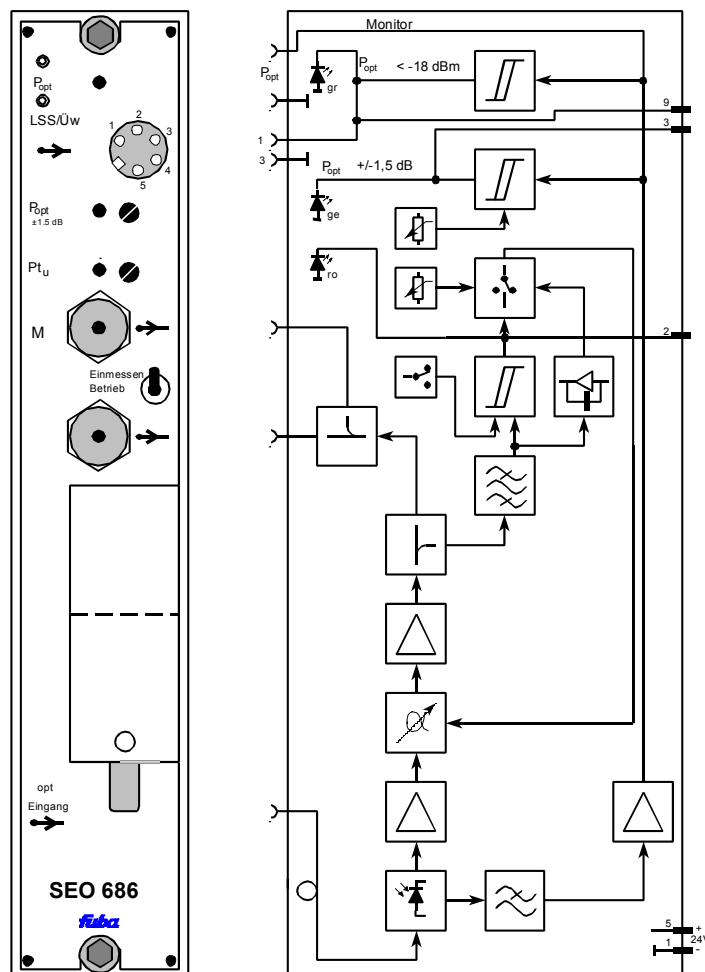 Popt
LSS/Üw
1
2
3
4
5
Popt
±1.5 dB
Ptu
M
Einmessen
Betrieb
opt
Eingang
SEO 686
fuba
Monitor
Popt
Popt
< -18 dBm
gr
1
3
Popt
+/-1,5 dB
ge
ro
9
3
2
α
5
+
24V
1
-